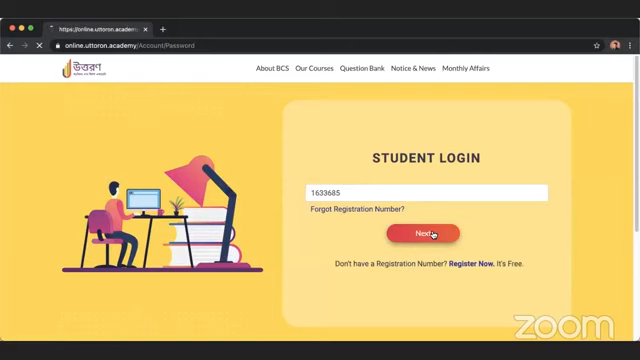 https://online.uttoron.academy
online.uttoron.academy/Account/Password
উত্তরণ
About BCS Our Courses Question Bank Notice & News Monthly Affairs
STUDENT LOGIN
1633685
Forgot Registration Number?
Next
Don't have a Registration Number? Register Now. It's Free.
zoom